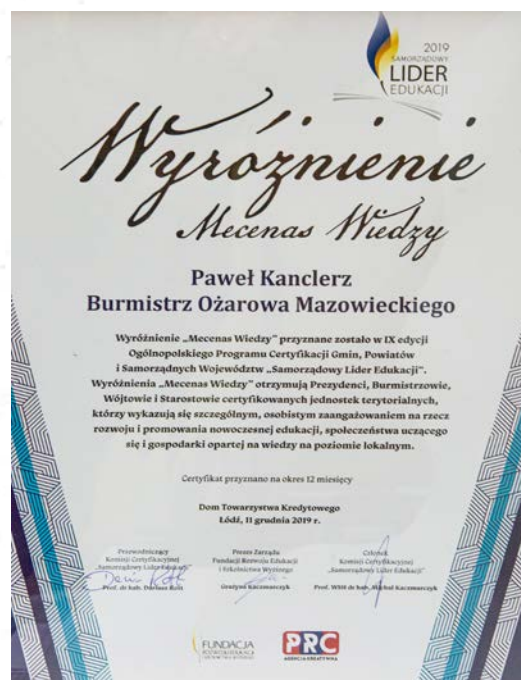 2019
SAMORZĄDOWY
LIDER
EDUKACJI
Wyróżnienie
Mecenas Wiedzy
Paweł Kanclerz
Burmistrz Ożarowa Mazowieckiego
Wyróżnienie „Mecenas Wiedzy” przyznane zostało w IX edycji
Ogólnopolskiego Programu Certyfikacji Gmin, Powiatów
i Samorządnych Województw „Samorządowy Lider Edukacji”.
Wyróżnienia „Mecenas Wiedzy” otrzymują Prezydenci, Burmistrzowie,
Wójtowie i Starostowie certyfikowanych jednostek terytorialnych,
którzy wykazują się szczególnym, osobistym zaangażowaniem na rzecz
rozwoju i promowania nowoczesnej edukacji, społeczeństwa uczącego
się i gospodarki opartej na wiedzy na poziomie lokalnym.
Certyfikat przyznano na okres 12 miesięcy
Dom Towarzystwa Kredytowego
Łódź, 11 grudnia 2019 r.
Przewodniczący Prezes Zarządu Członek
Komisji Certyfikacyjnej Fundacji Rozwoju Edukacji Komisji Certyfikacyjnej
„Samorządowy Lider Edukacji” i Szkolnictwa Wyższego „Samorządowy Lider Edukacji”
Prof. dr hab. Dariusz Rott Grażyna Kaczmarczyk Prof. WSH dr hab. Michał Kaczmarczyk
FUNDACJA PRC
ROZWOJU EDUKACJI AGENCJA KREATYWNA
I SZKOLNICTWA WYŻSZEGO